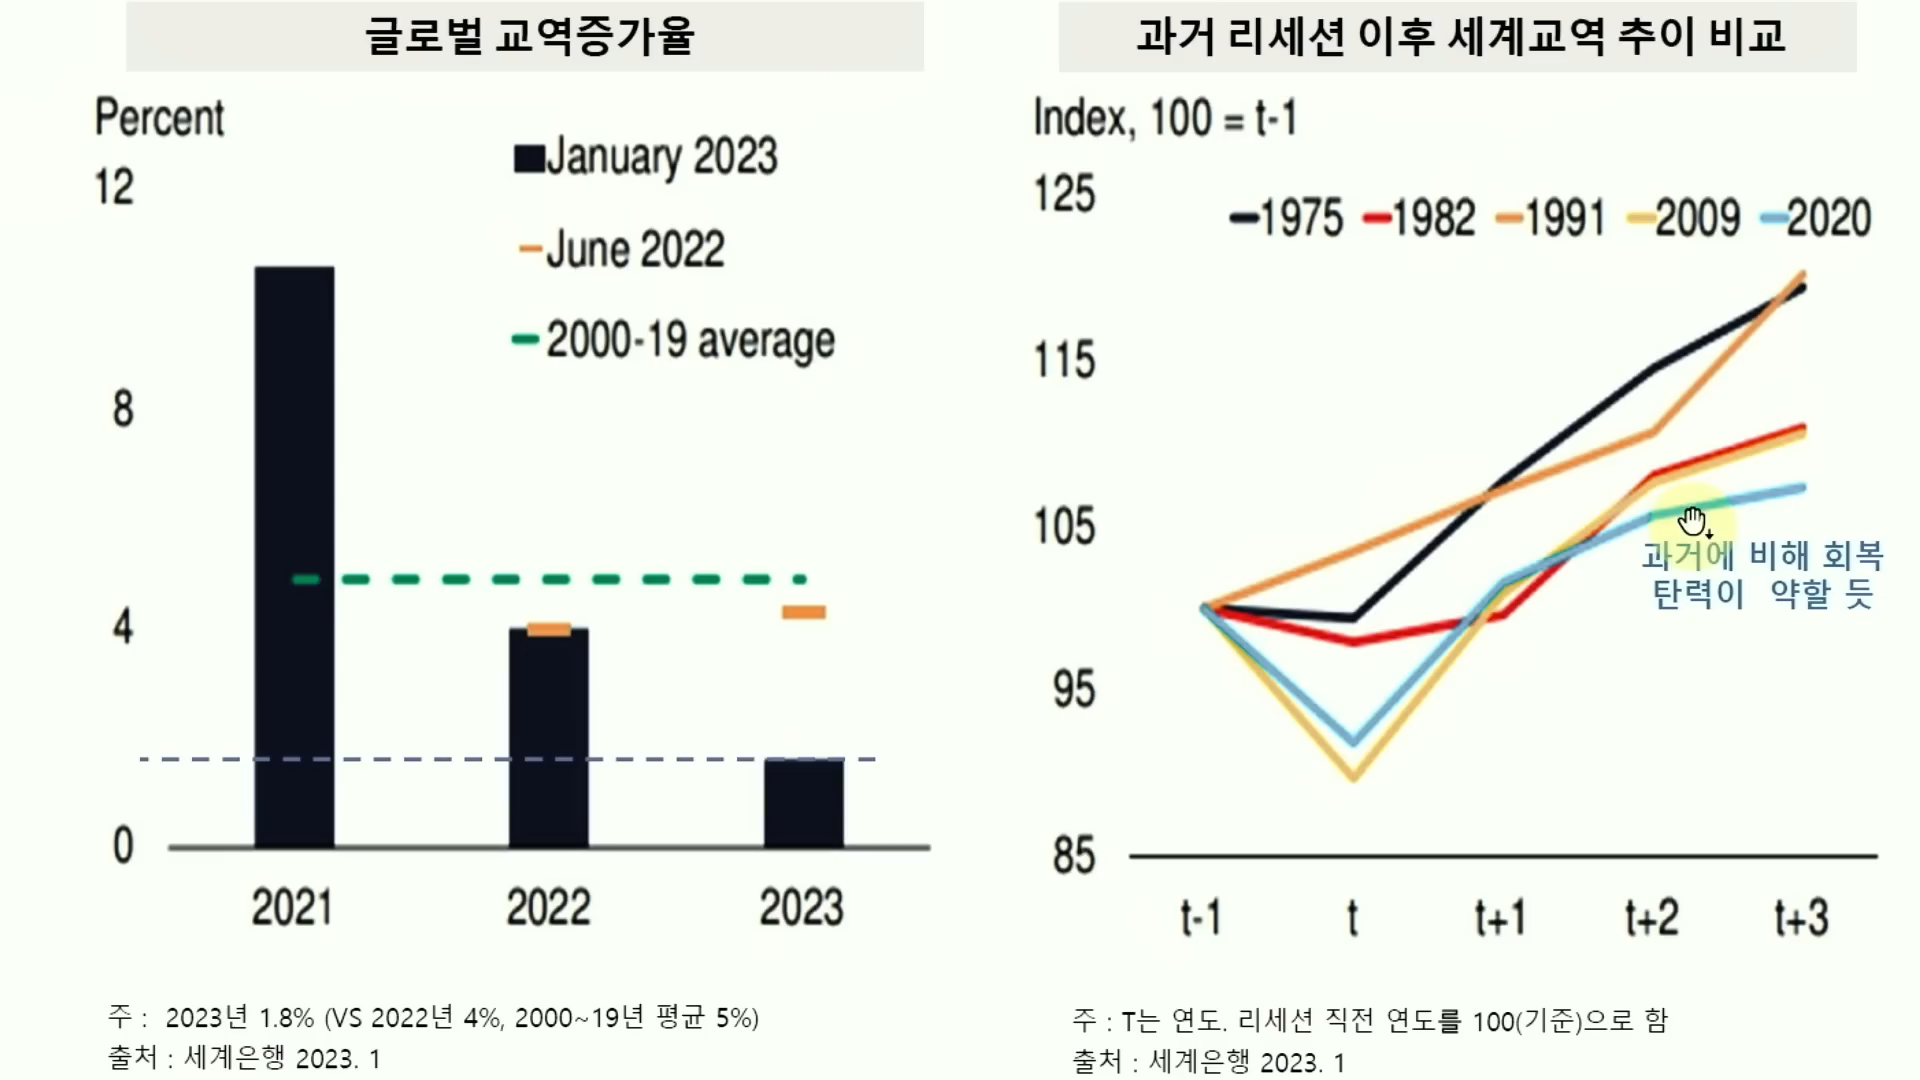 글로벌 교역증가율
Percent
12
8
4
0
January 2023
June 2022
2000-19 average
2021 2022 2023
주 : 2023년 1.8% (VS 2022년 4%, 2000~19년 평균 5%)
출처 : 세계은행 2023. 1
과거 리세션 이후 세계교역 추이 비교
Index, 100 = t-1
125
115
105
95
85
1975 1982 1991 2009 2020
과거에 비해 회복
탄력이 약할 듯
t-1 t t+1 t+2 t+3
주 : T는 연도. 리세션 직전 연도를 100(기준)으로 함
출처 : 세계은행 2023. 1